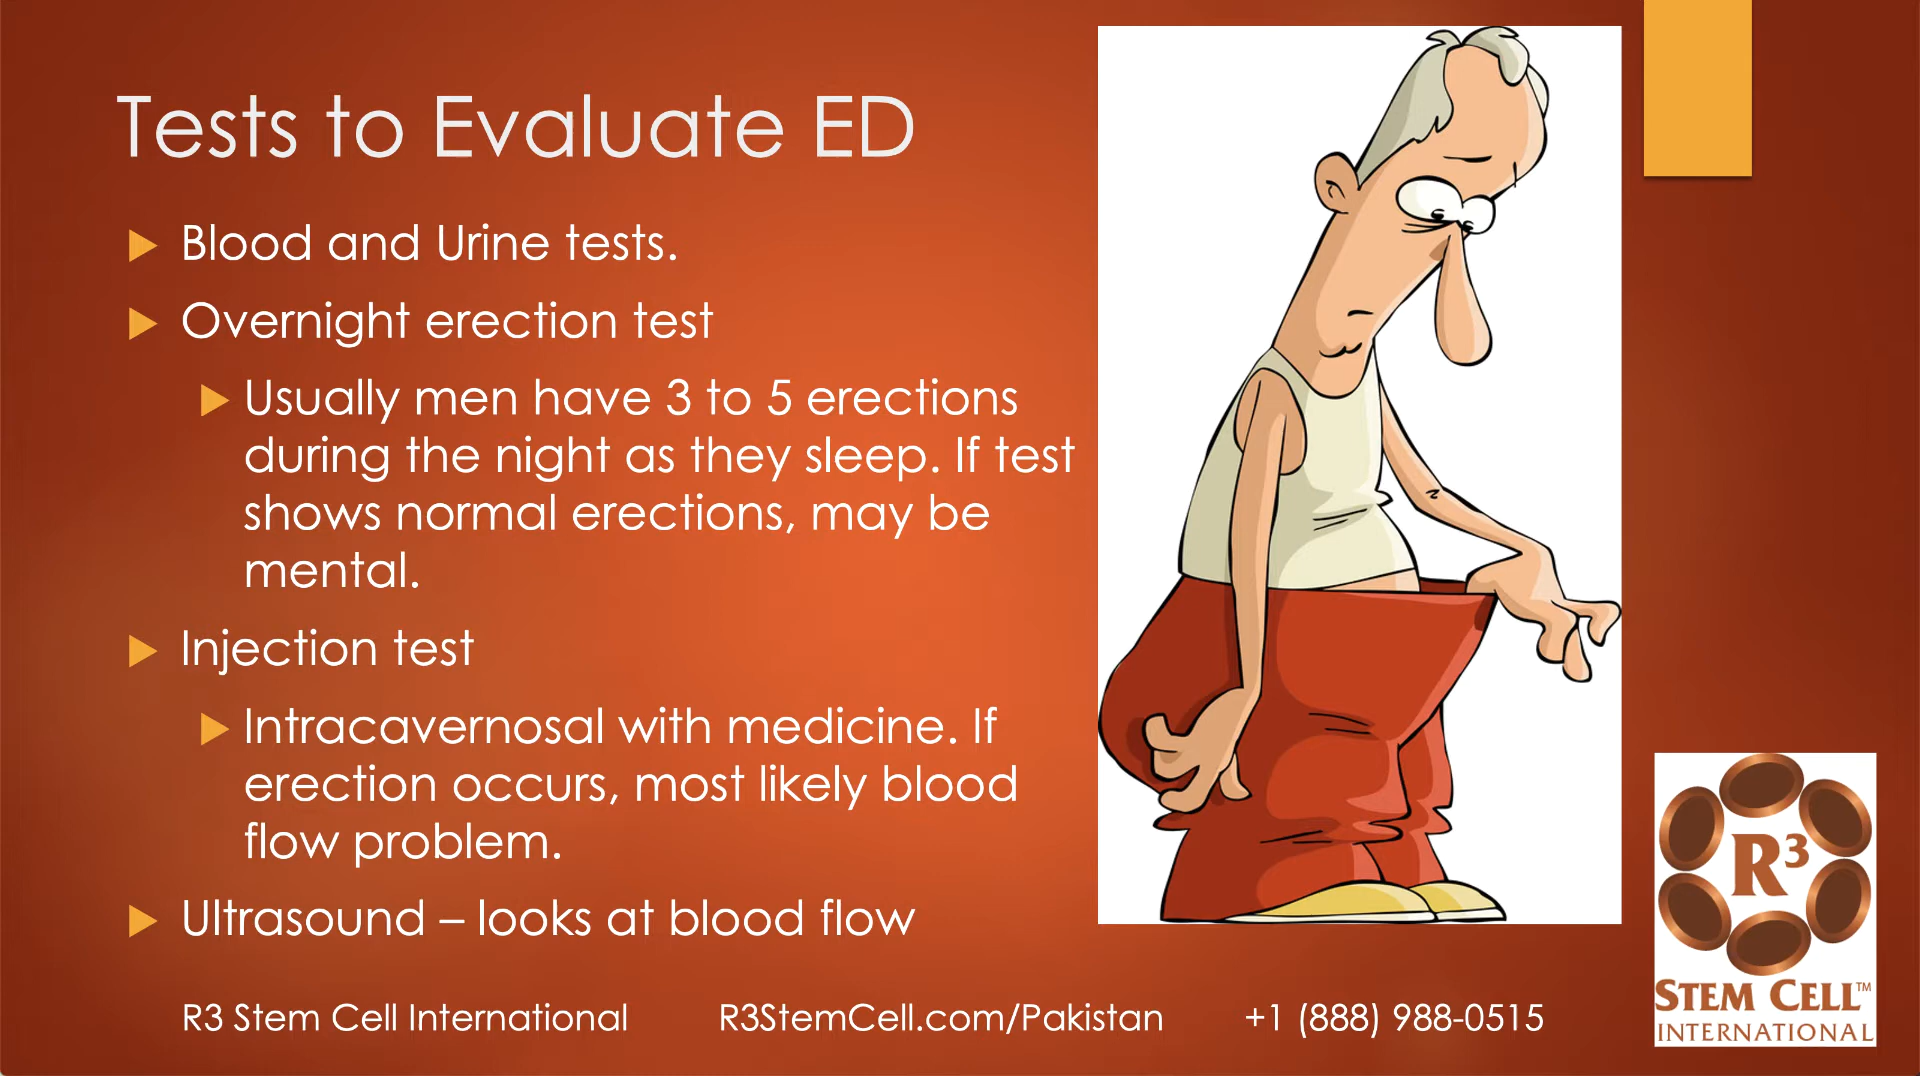 Tests to Evaluate ED
Blood and Urine tests.
Overnight erection test
Usually men have 3 to 5 erections
during the night as they sleep. If test
shows normal erections, may be
mental.
Injection test
Intracavernosal with medicine. If
erection occurs, most likely blood
flow problem.
Ultrasound – looks at blood flow
R3 Stem Cell International R3StemCell.com/Pakistan +1 (888) 988-0515
R³
STEM CELL™
INTERNATIONAL